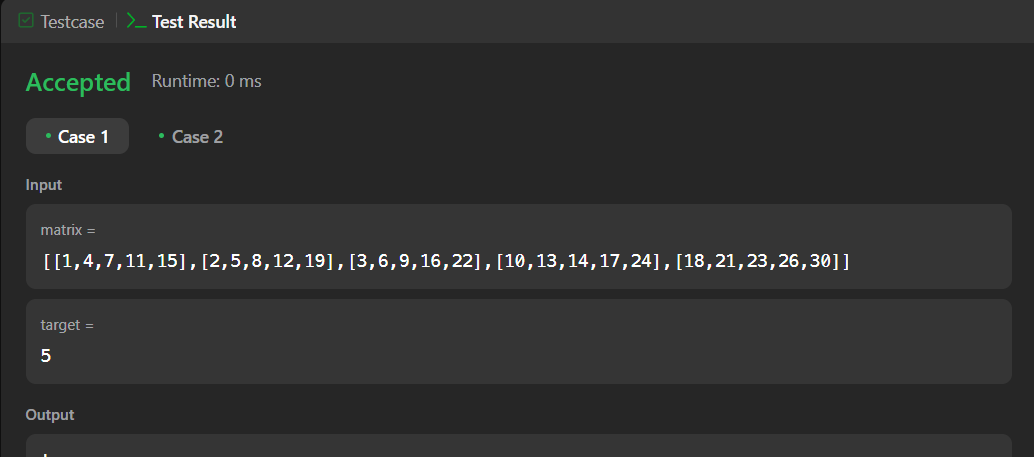 Testcase
Test Result
Accepted
Runtime: 0 ms
Case 1
Case 2
Input
matrix =
[[1,4,7,11,15],[2,5,8,12,19],[3,6,9,16,22],[10,13,14,17,24],[18,21,23,26,30]]
target =
5
Output